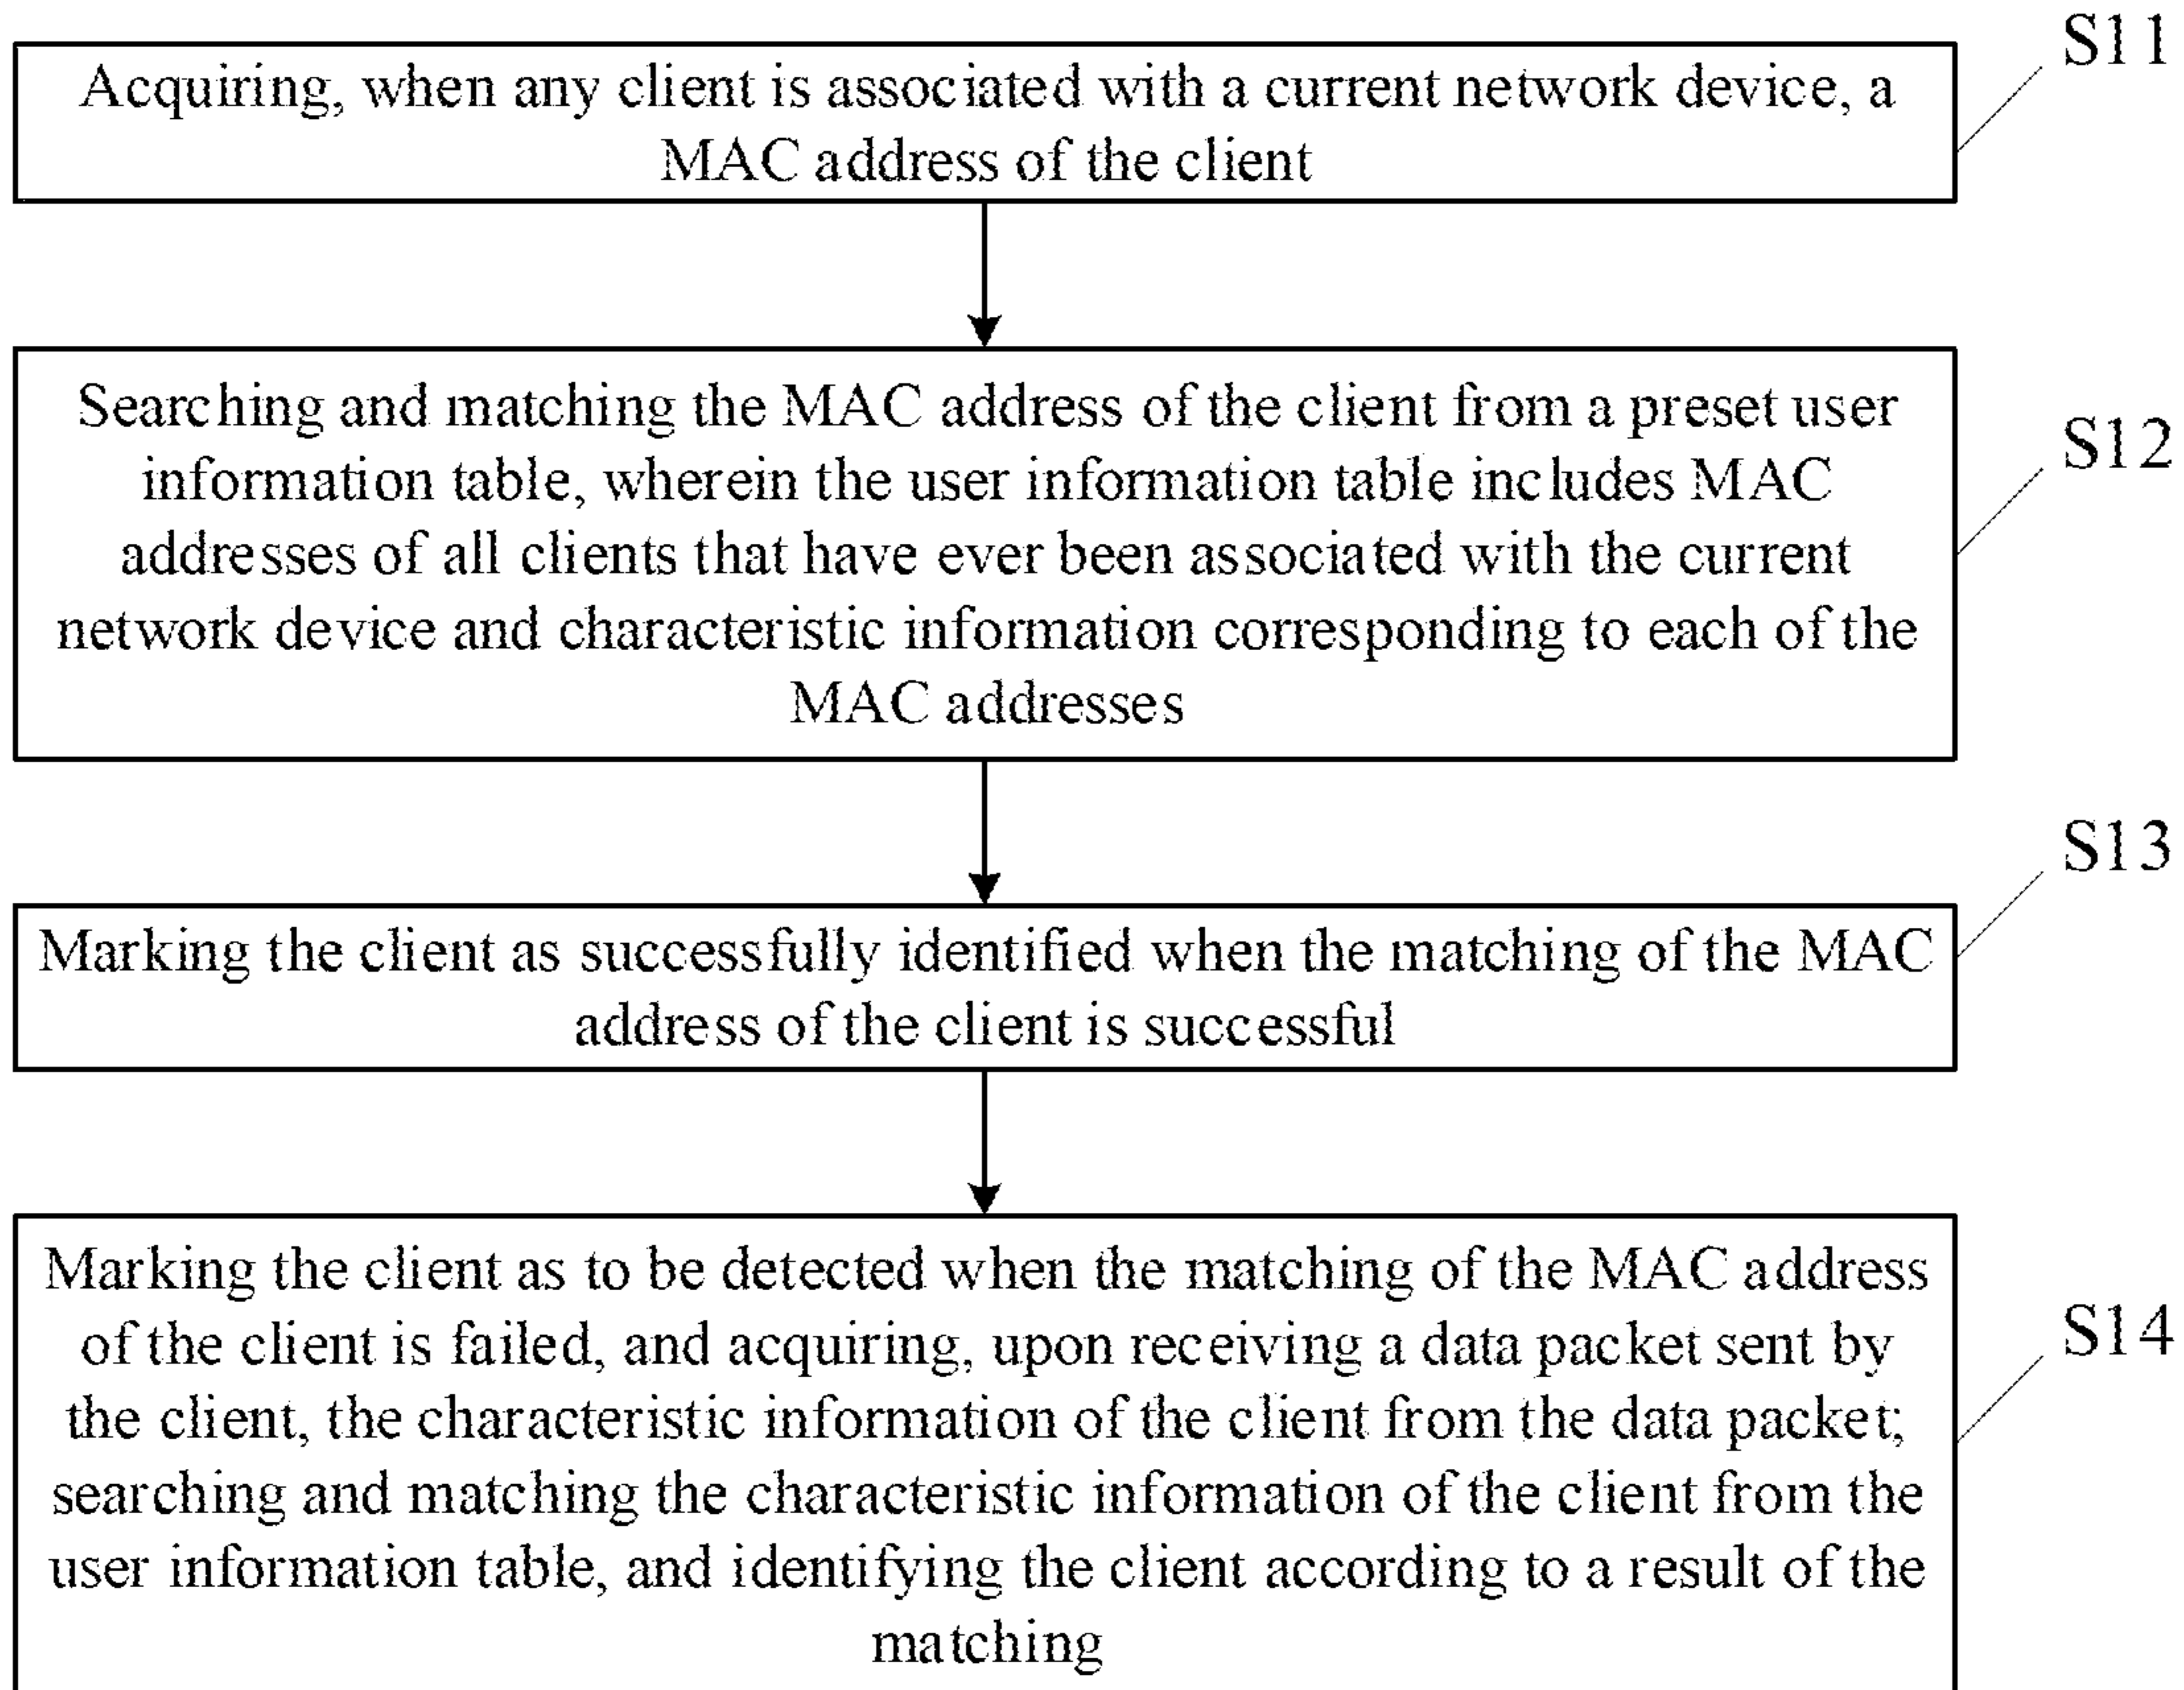 S11
Acquiring, when any client is associated with a current network device, a
MAC address of the client
S12
Searching and matching the MAC address of the client from a preset user
information table, wherein the user information table includes MAC
addresses of all clients that have ever been associated with the current
network device and characteristic information corresponding to each of the
MAC addresses
S13
Marking the client as successfully identified when the matching of the MAC
address of the client is successful
S14
Marking the client as to be detected when the matching of the MAC address
of the client is failed, and acquiring, upon receiving a data packet sent by
the client, the characteristic information of the client from the data packet;
searching and matching the characteristic information of the client from the
user information table, and identifying the client according to a result of the
matching